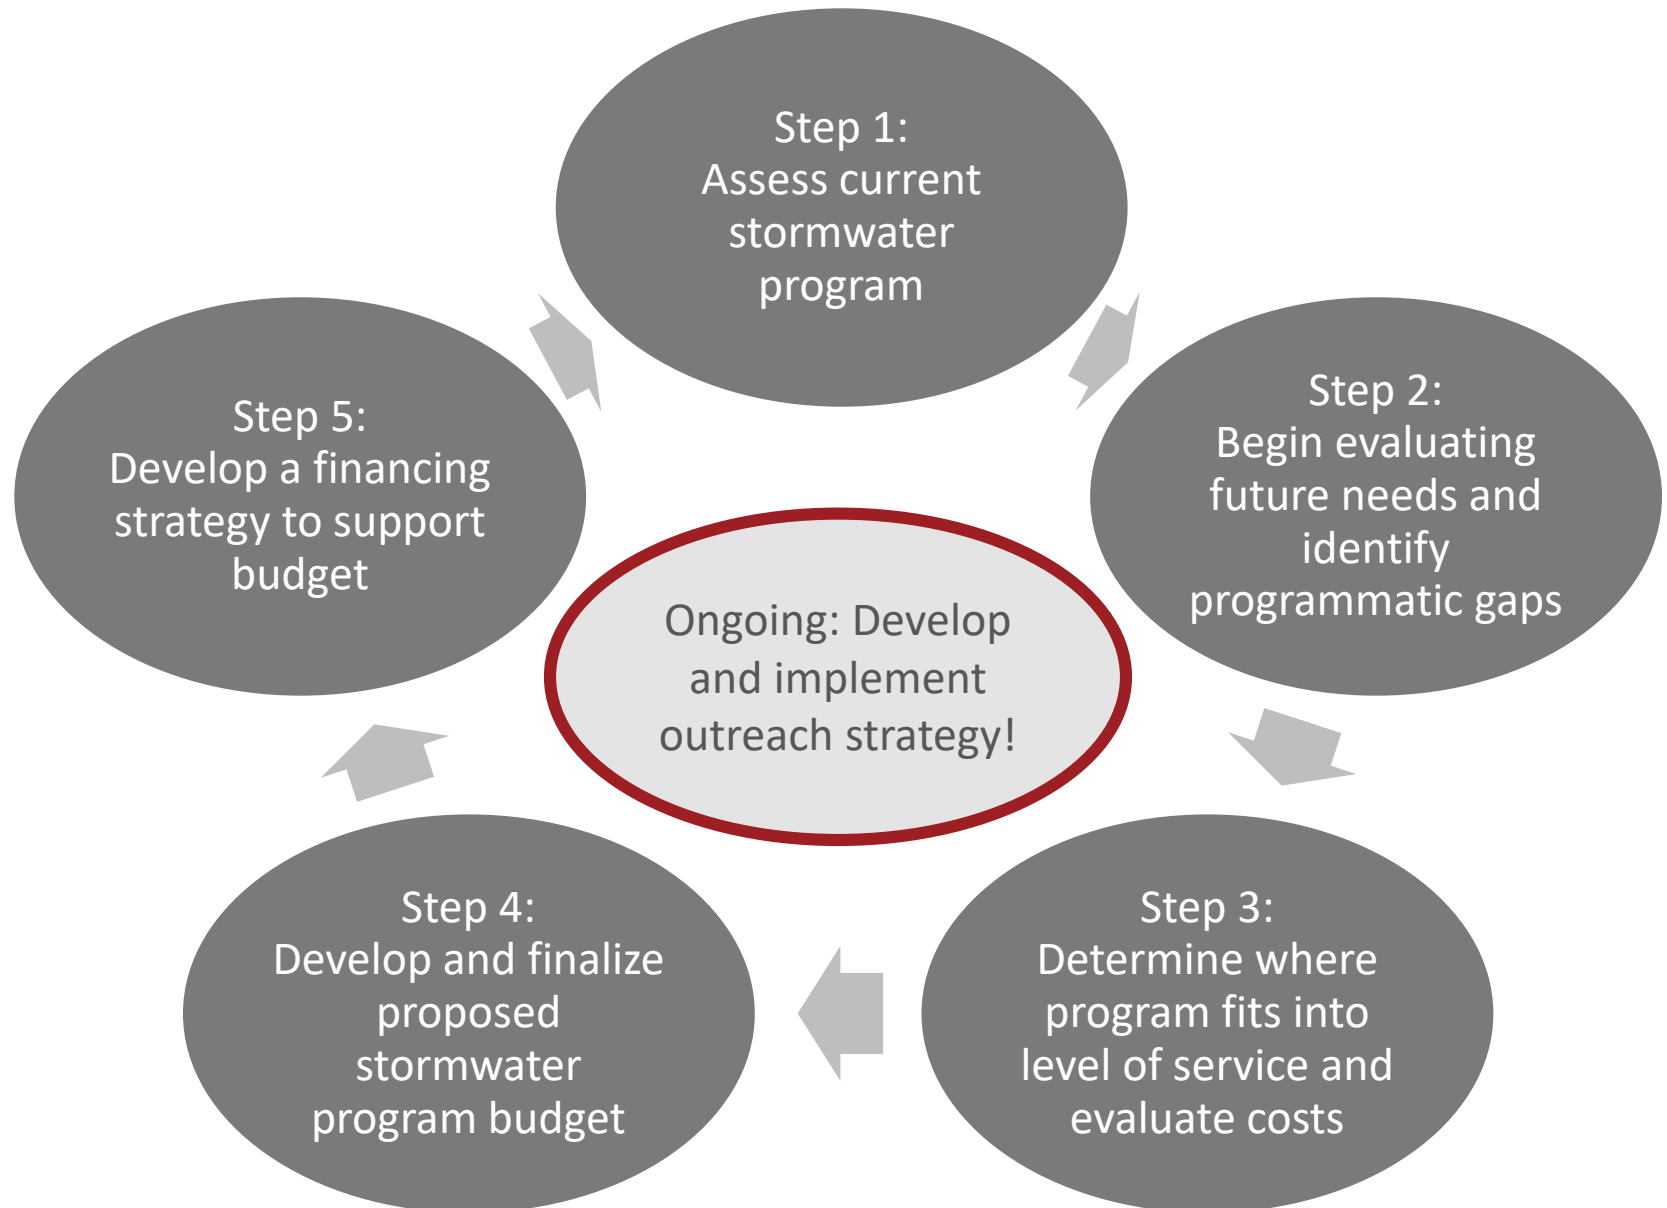 Step 1:
Assess current
stormwater
program
Step 2:
Begin evaluating
future needs and
identify
programmatic gaps
Step 3:
Determine where
program fits into
level of service and
evaluate costs
Step 4:
Develop and finalize
proposed
stormwater
program budget
Step 5:
Develop a financing
strategy to support
budget
Ongoing: Develop
and implement
outreach strategy!